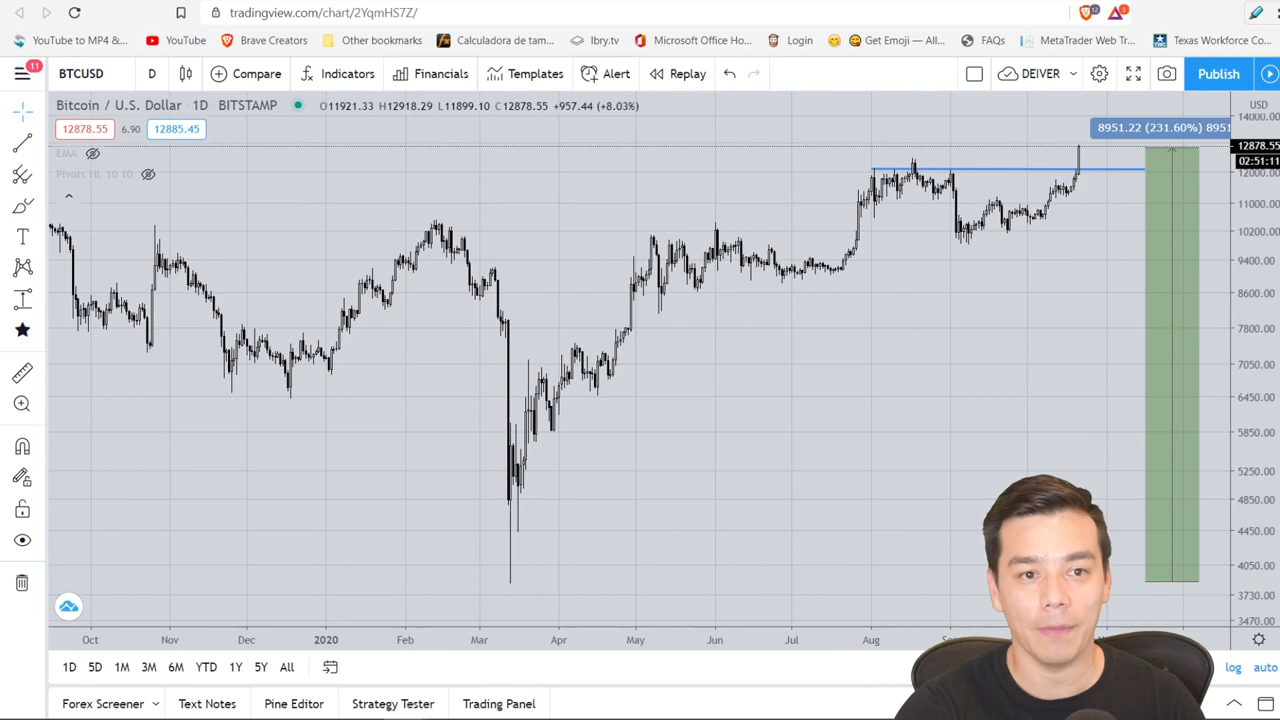 tradingview.com/chart/2YqmHS7Z/
12
3
YouTube to MP4 &... YouTube Brave Creators Other bookmarks Calculadora de tam... lbry.tv Microsoft Office Ho... Login Get Emoji — All... FAQs MetaTrader Web Tr... Texas Workforce Co...
11 BTCUSD D Compare Indicators Financials Templates Alert Replay DEIVER Publish
Bitcoin / U.S. Dollar 1D BITSTAMP O11921.33 H12918.29 L11899.10 C12878.55 +957.44 (+8.03%) USD
12878.55 6.90 12885.45
8951.22 (231.60%) 8951
EMA
Pivots HL 10 10
14000.00
12878.55
02:51:11
12000.00
11000.00
10200.00
9400.00
8600.00
7800.00
7050.00
6450.00
5850.00
5250.00
4850.00
4450.00
4050.00
3730.00
3470.00
Oct Nov Dec 2020 Feb Mar Apr May Jun Jul Aug
1D 5D 1M 3M 6M YTD 1Y 5Y All log auto
Forex Screener Text Notes Pine Editor Strategy Tester Trading Panel